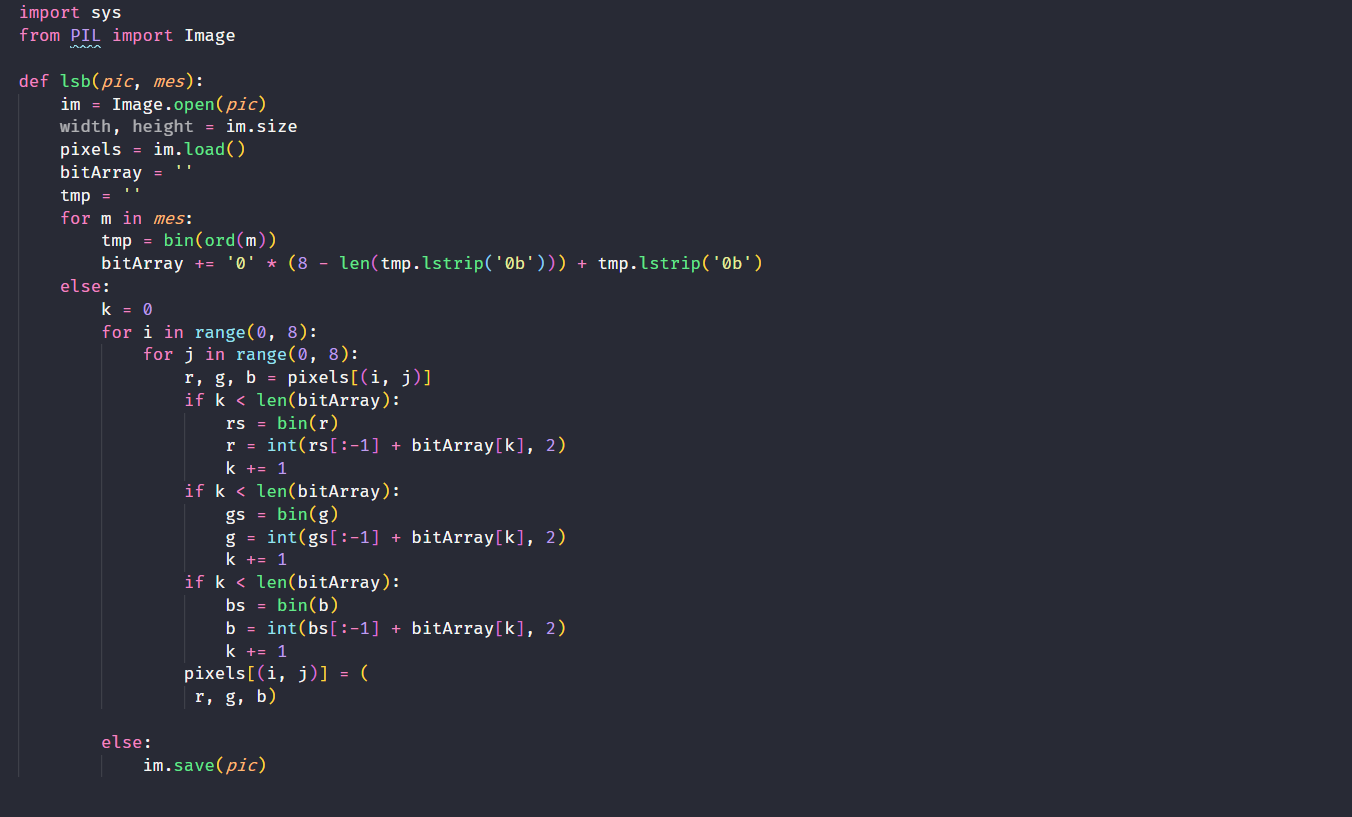 import sys
from PIL import Image

def lsb(pic, mes):
    im = Image.open(pic)
    width, height = im.size
    pixels = im.load()
    bitArray = ''
    tmp = ''
    for m in mes:
        tmp = bin(ord(m))
        bitArray += '0' * (8 - len(tmp.lstrip('0b'))) + tmp.lstrip('0b')
    else:
        k = 0
        for i in range(0, 8):
            for j in range(0, 8):
                r, g, b = pixels[(i, j)]
                if k < len(bitArray):
                    rs = bin(r)
                    r = int(rs[:-1] + bitArray[k], 2)
                    k += 1
                if k < len(bitArray):
                    gs = bin(g)
                    g = int(gs[:-1] + bitArray[k], 2)
                    k += 1
                if k < len(bitArray):
                    bs = bin(b)
                    b = int(bs[:-1] + bitArray[k], 2)
                    k += 1
                pixels[(i, j)] = (
                 r, g, b)

        else:
            im.save(pic)